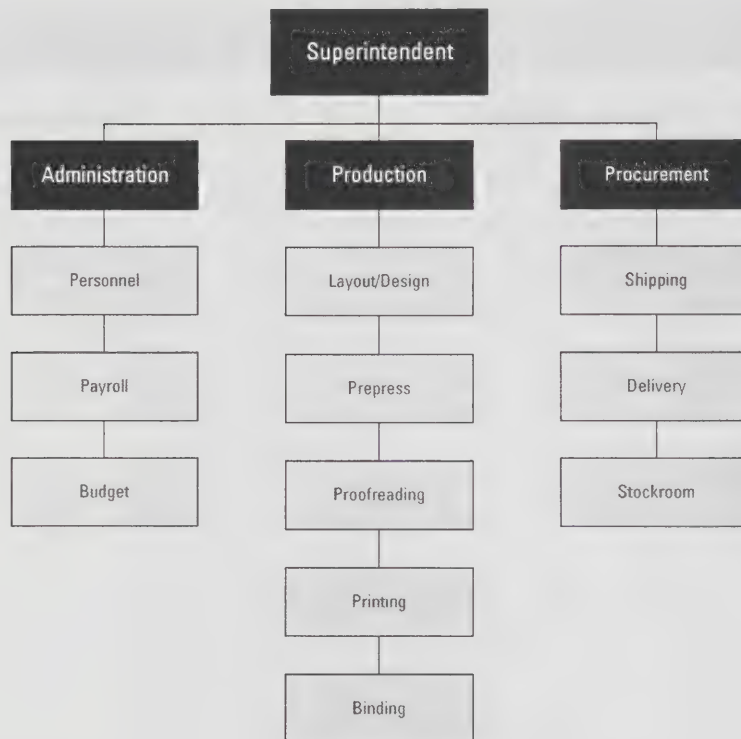 Superintendent
Administration
Production
Procurement
Personnel
Layout/Design
Shipping
Payroll
Prepress
Delivery
Budget
Proofreading
Stockroom
Printing
Binding